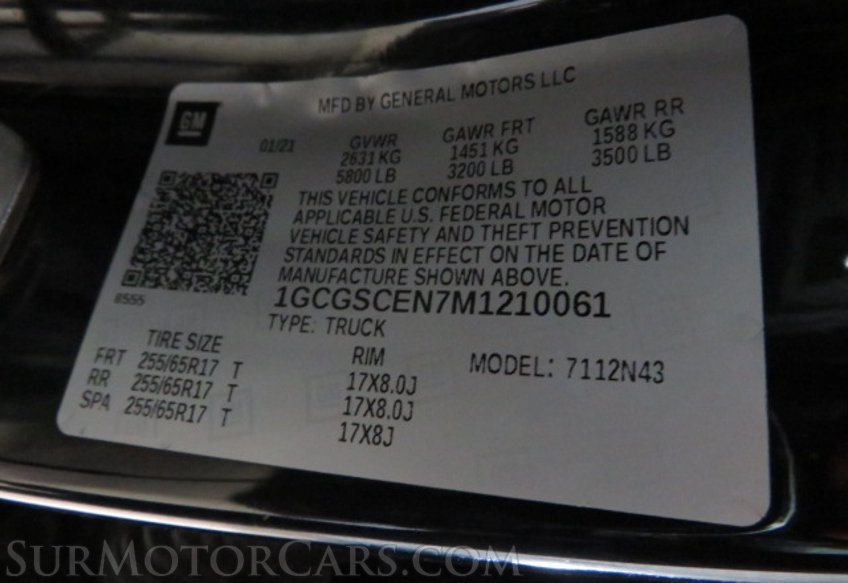 MFD BY GENERAL MOTORS LLC
GM
01/21 GVWR GAWR FRT GAWR RR
2631 KG 1451 KG 1588 KG
5800 LB 3200 LB 3500 LB
THIS VEHICLE CONFORMS TO ALL
APPLICABLE U.S. FEDERAL MOTOR
VEHICLE SAFETY AND THEFT PREVENTION
STANDARDS IN EFFECT ON THE DATE OF
MANUFACTURE SHOWN ABOVE.
8555
1GCGSCEN7M1210061
TYPE: TRUCK
TIRE SIZE RIM MODEL: 7112N43
FRT 255/65R17 T 17X8.0J
RR 255/65R17 T 17X8.0J
SPA 255/65R17 T 17X8J
SURMOTORCARS.COM